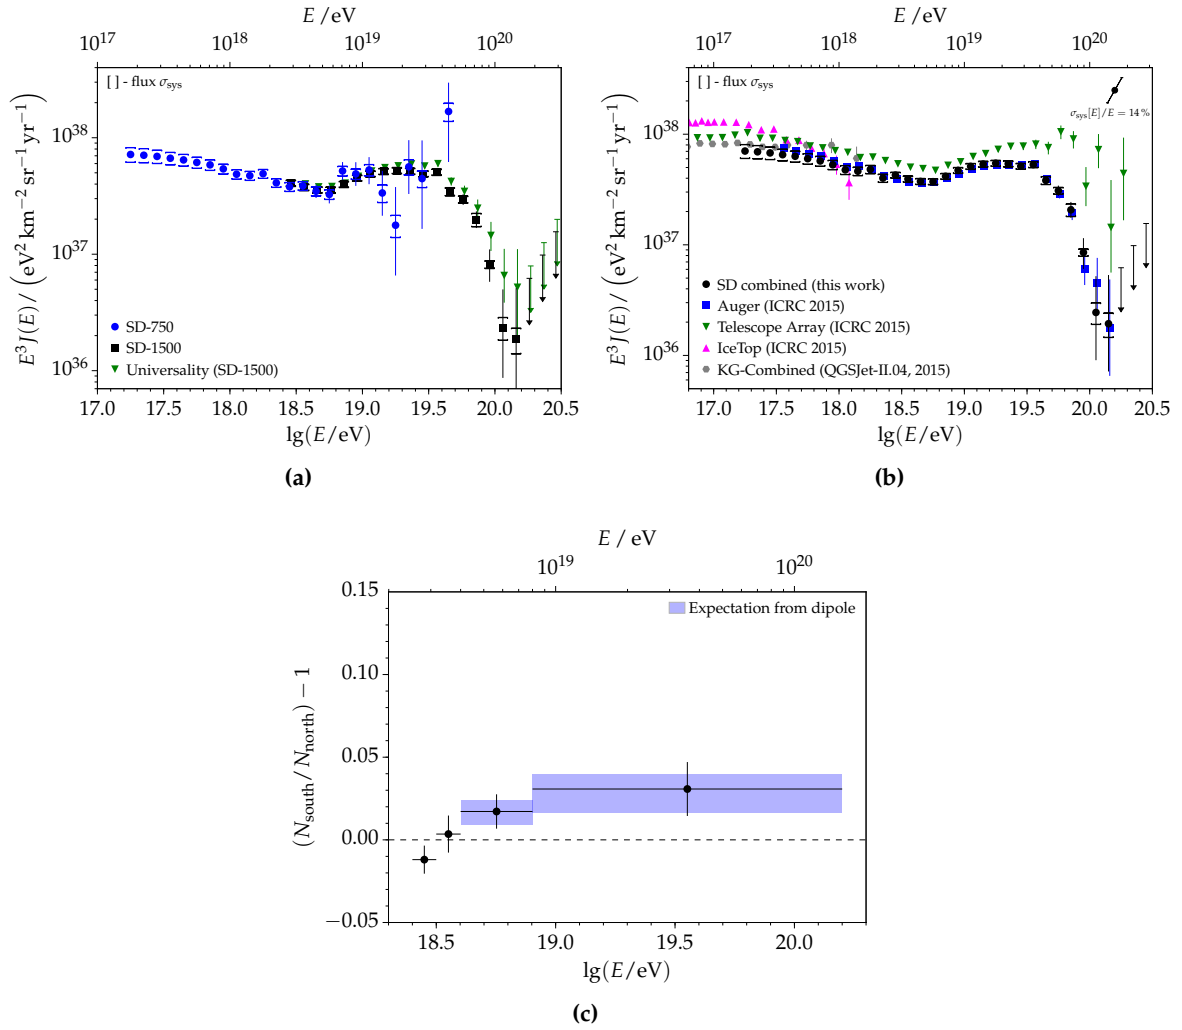 E / eV
10^17 10^18 10^19 10^20
[ ] - flux σ_sys
E^3 J(E) / (eV^2 km^−2 sr^−1 yr^−1)
10^38
10^37
10^36
SD-750
SD-1500
Universality (SD-1500)
17.0 17.5 18.0 18.5 19.0 19.5 20.0 20.5
lg(E/eV)
(a)
E / eV
10^17 10^18 10^19 10^20
[ ] - flux σ_sys
σ_sys[E]/E = 14 %
E^3 J(E) / (eV^2 km^−2 sr^−1 yr^−1)
10^38
10^37
10^36
SD combined (this work)
Auger (ICRC 2015)
Telescope Array (ICRC 2015)
IceTop (ICRC 2015)
KG-Combined (QGSJet-II.04, 2015)
17.0 17.5 18.0 18.5 19.0 19.5 20.0 20.5
lg(E/eV)
(b)
E / eV
10^19 10^20
Expectation from dipole
(N_south/N_north) − 1
0.15
0.10
0.05
0.00
−0.05
18.5 19.0 19.5 20.0
lg(E/eV)
(c)